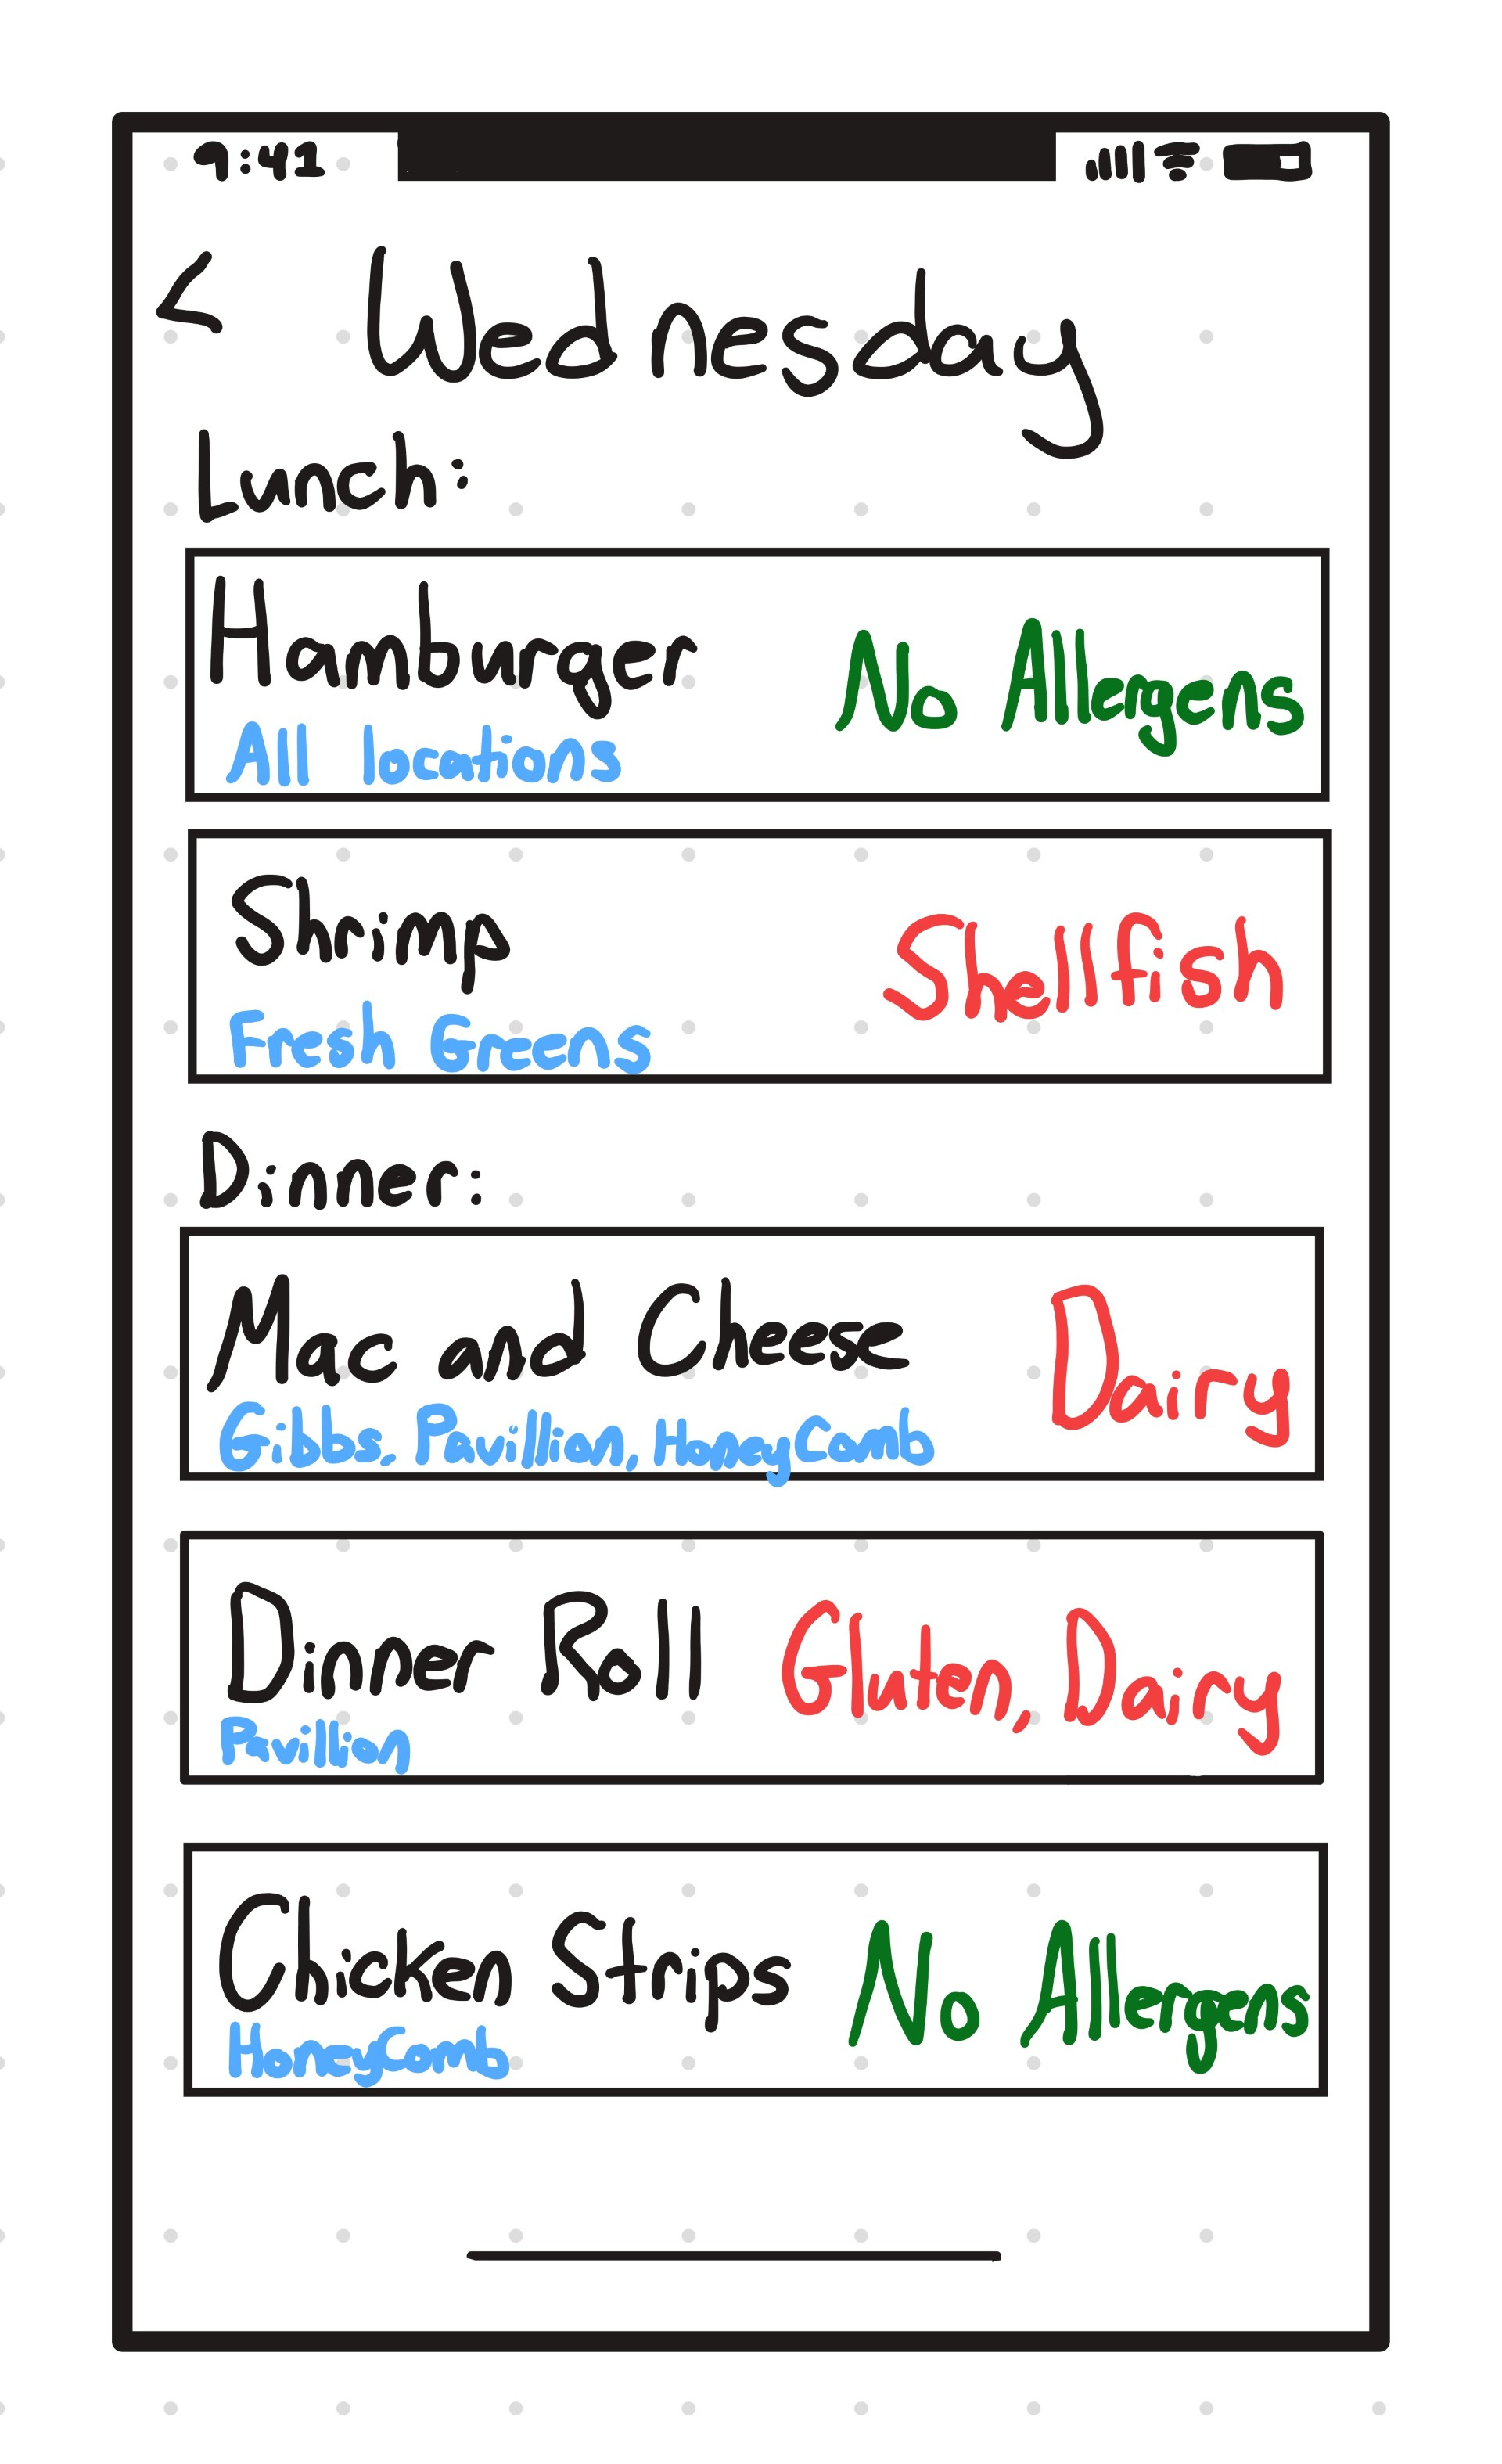 9:41
< Wednesday
Lunch:
Hamburger No Allergens
All locations
Shrimp Shellfish
Fresh Greens
Dinner:
Mac and Cheese Dairy
Gibbs, Pavillion, HoneyComb
Dinner Roll Gluten, Dairy
Pavillion
Chicken Strips No Allergens
HoneyComb